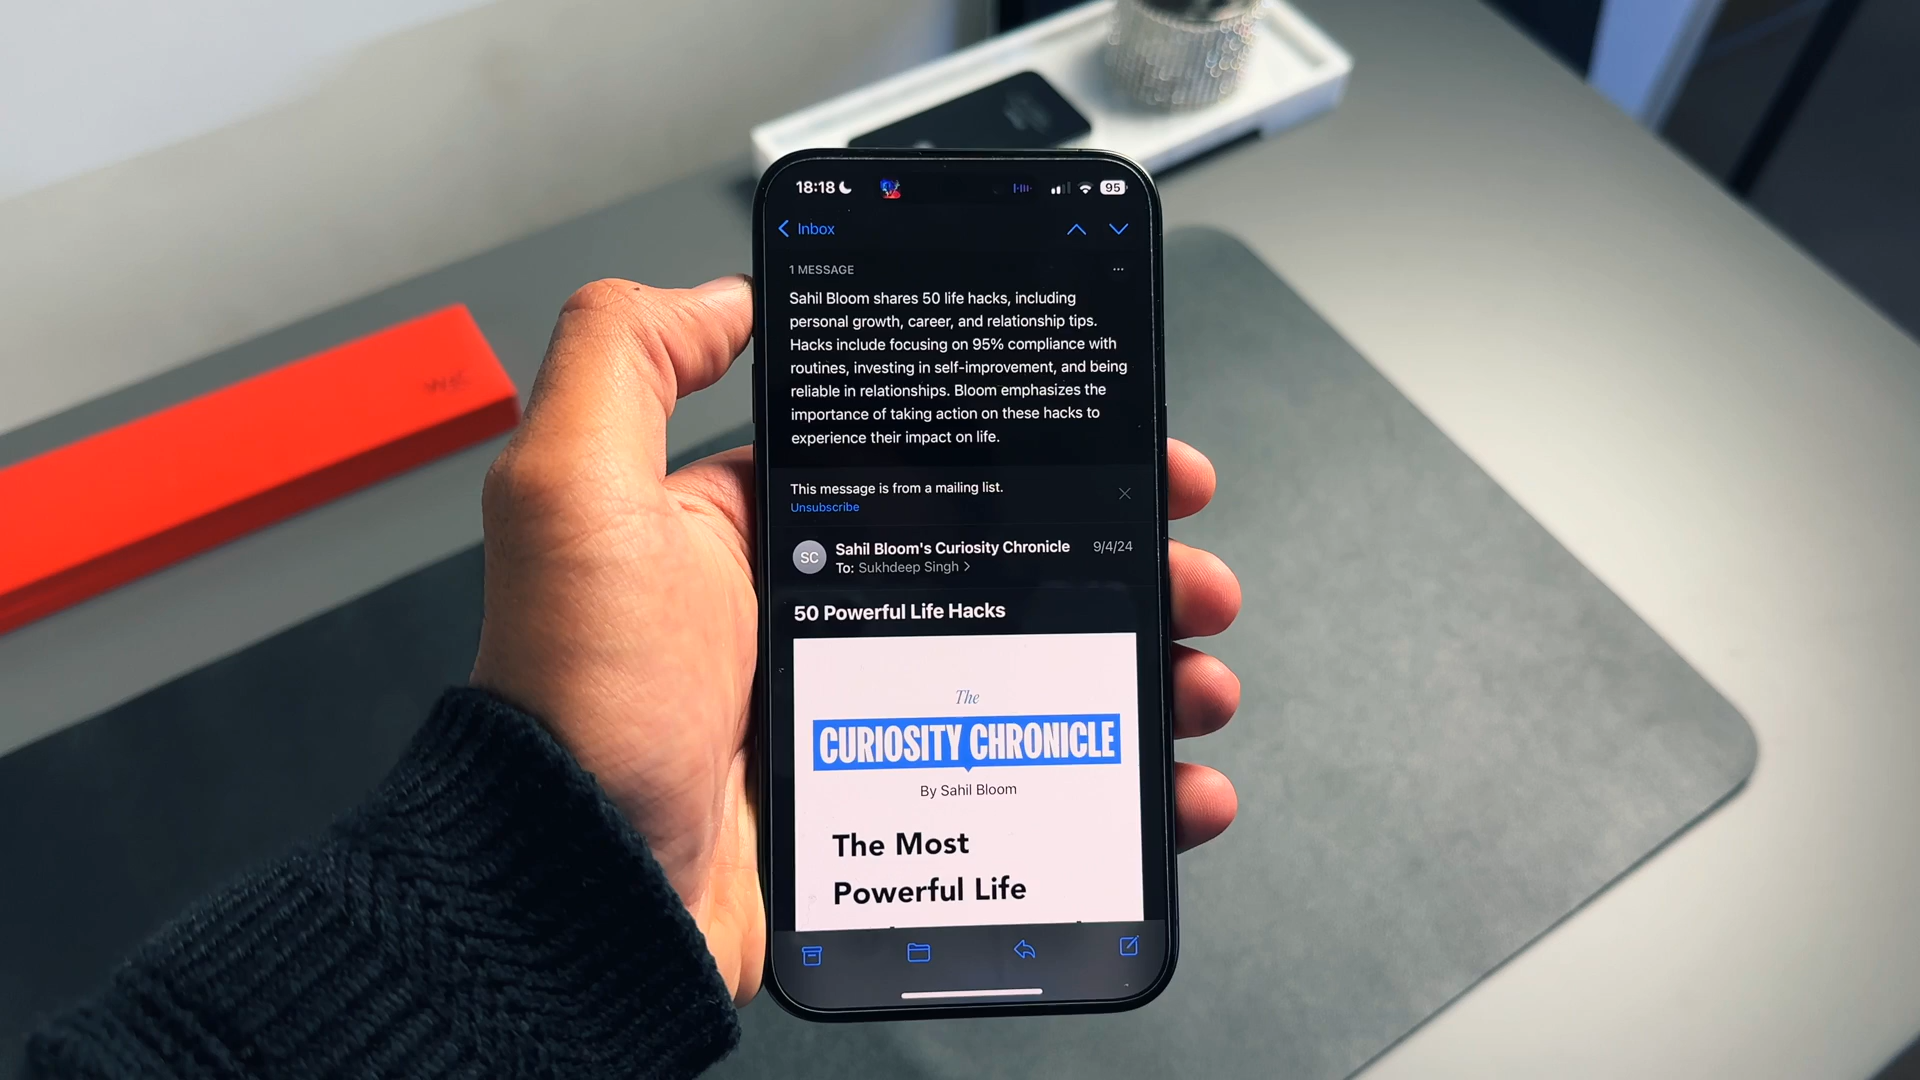 18:18
95
Inbox
1 MESSAGE
Sahil Bloom shares 50 life hacks, including
personal growth, career, and relationship tips.
Hacks include focusing on 95% compliance with
routines, investing in self-improvement, and being
reliable in relationships. Bloom emphasizes the
importance of taking action on these hacks to
experience their impact on life.
This message is from a mailing list.
Unsubscribe
SC
Sahil Bloom's Curiosity Chronicle
9/4/24
To: Sukhdeep Singh
50 Powerful Life Hacks
The
CURIOSITY CHRONICLE
By Sahil Bloom
The Most
Powerful Life